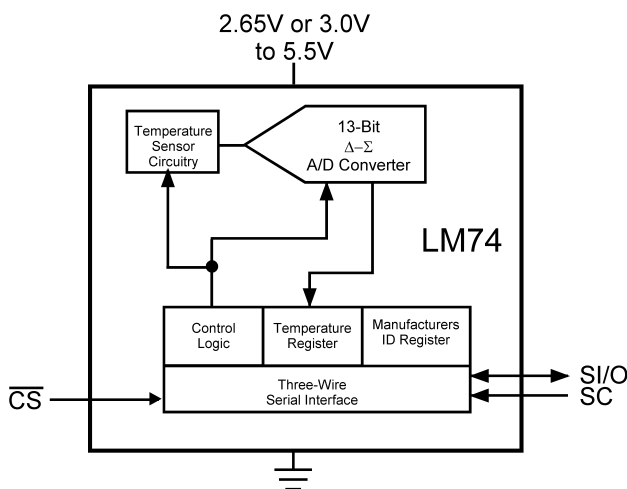 2.65V or 3.0V
to 5.5V
Temperature
Sensor
Circuitry
13-Bit
Δ−Σ
A/D Converter
LM74
Control
Logic
Temperature
Register
Manufacturers
ID Register
Three-Wire
Serial Interface
CS
SI/O
SC